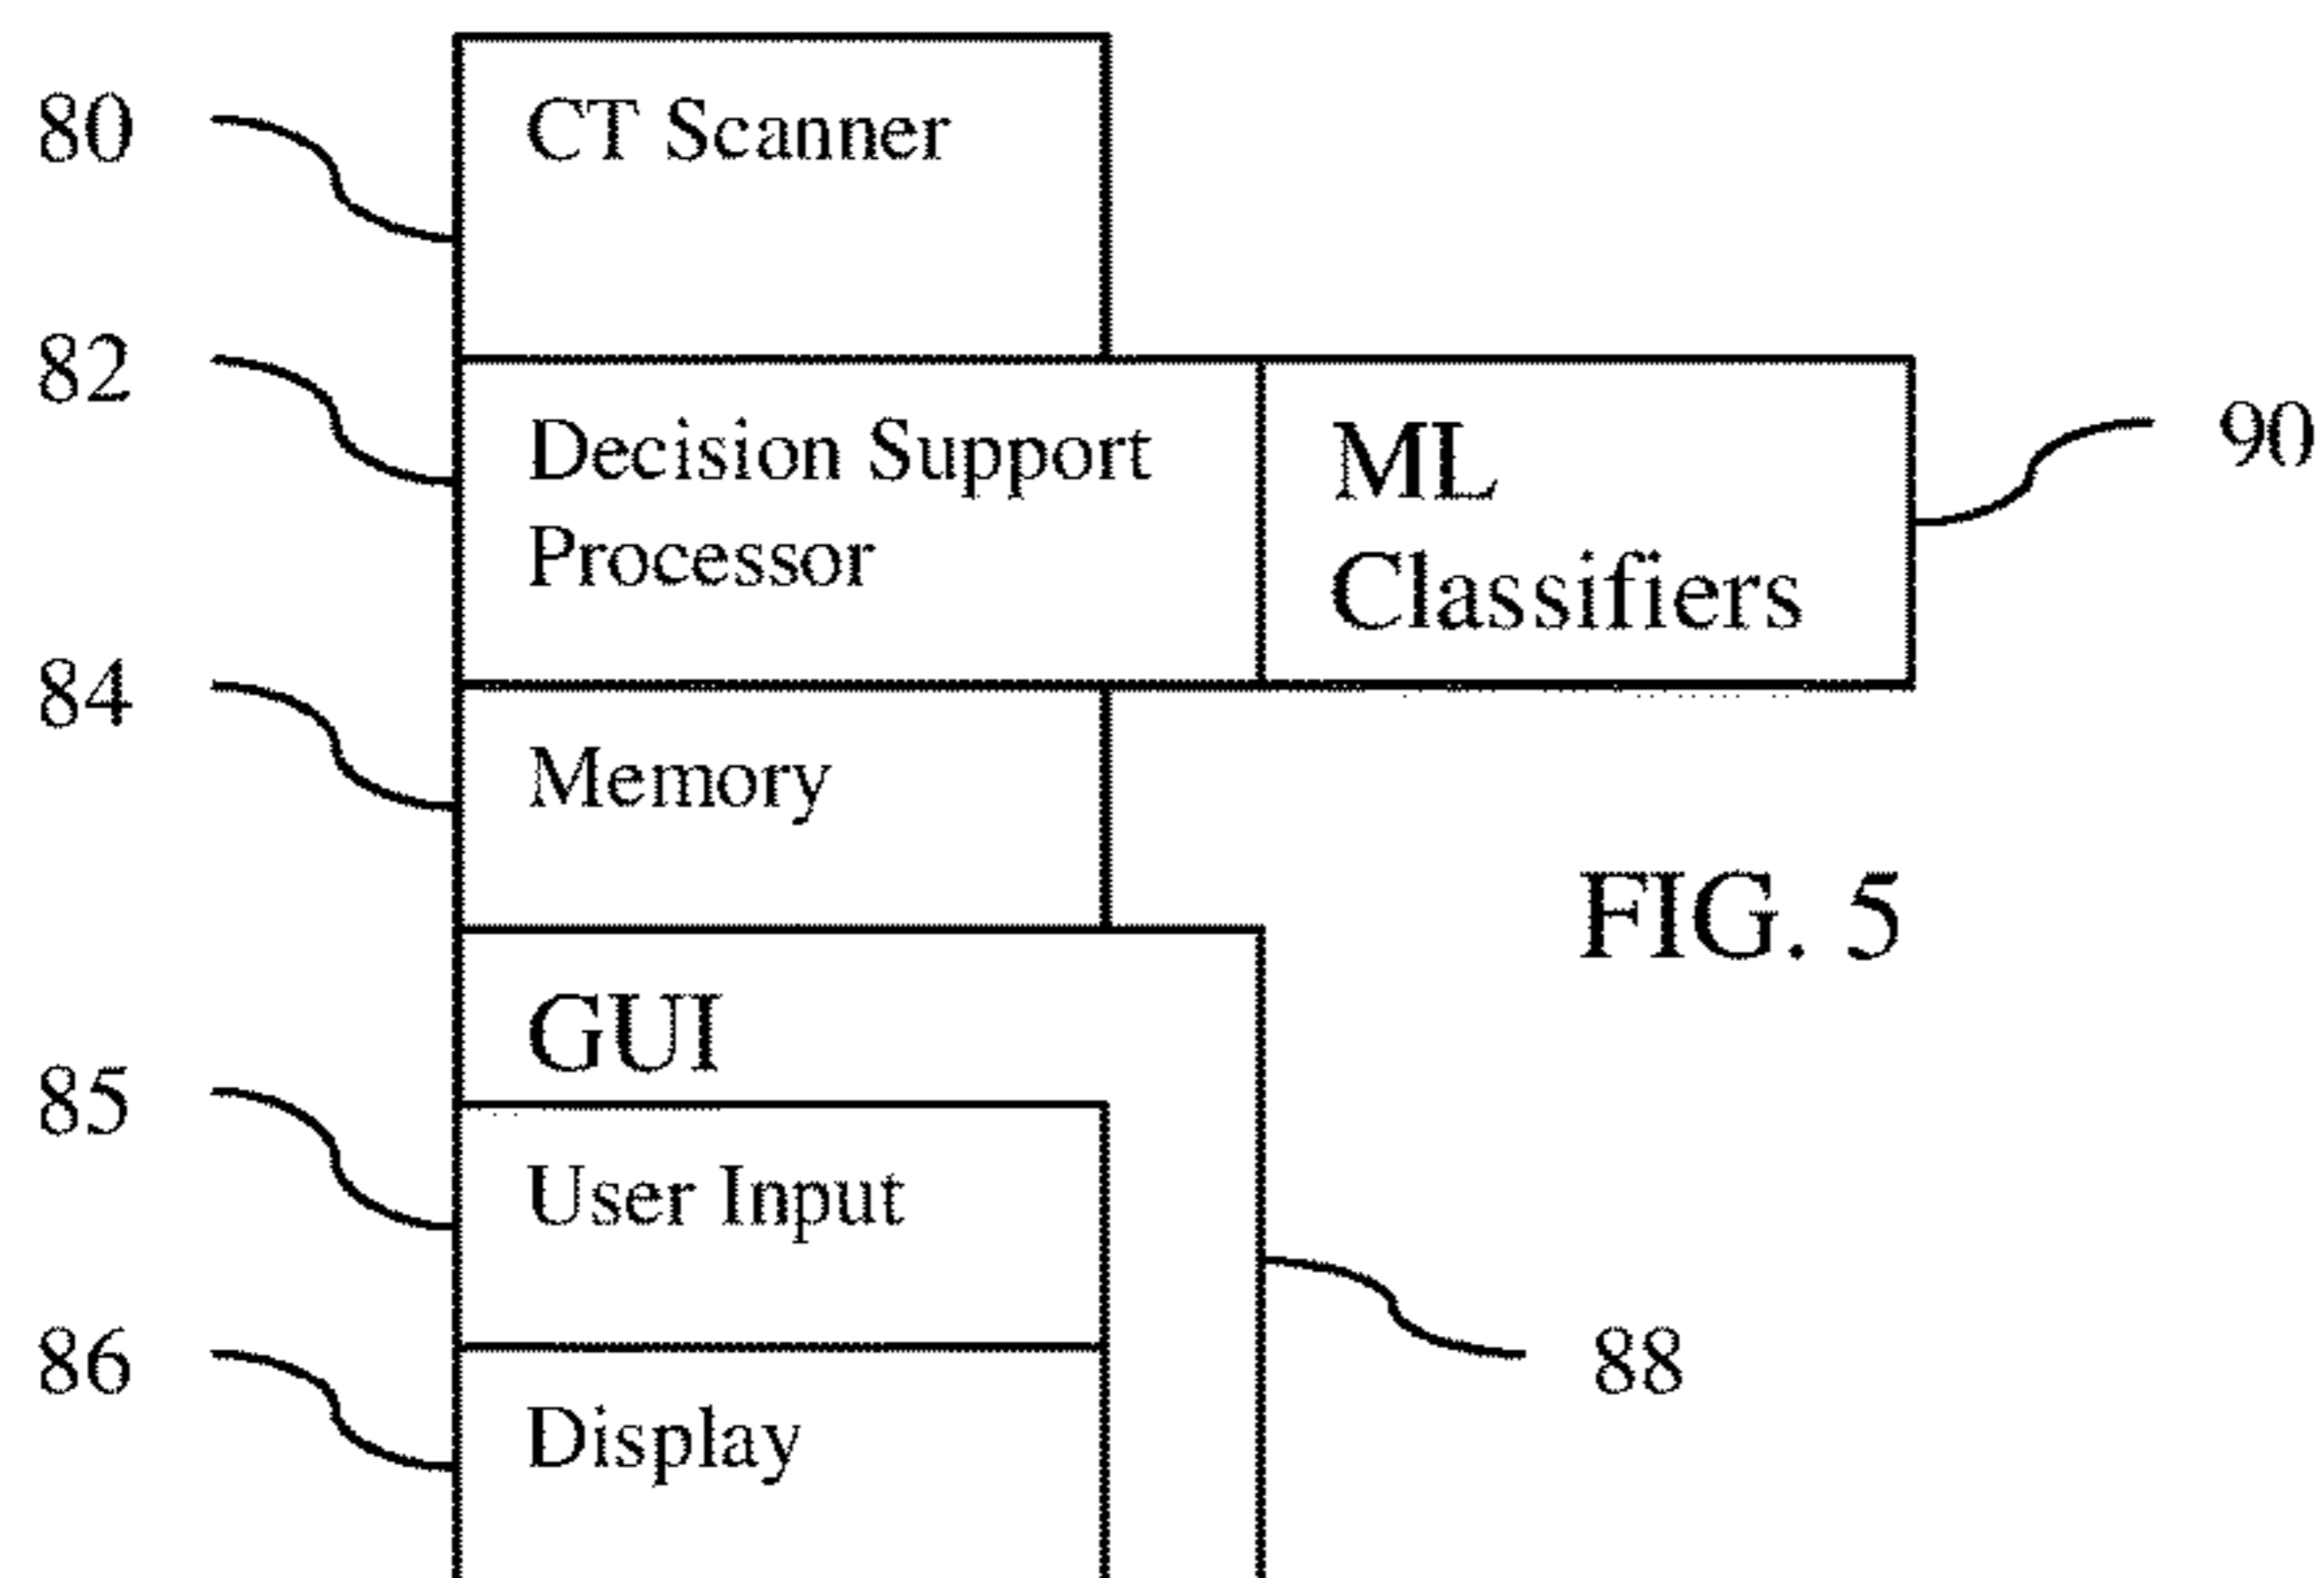 80
CT Scanner
82
Decision Support
Processor
ML
Classifiers
90
84
Memory
FIG. 5
GUI
85
User Input
86
Display
88